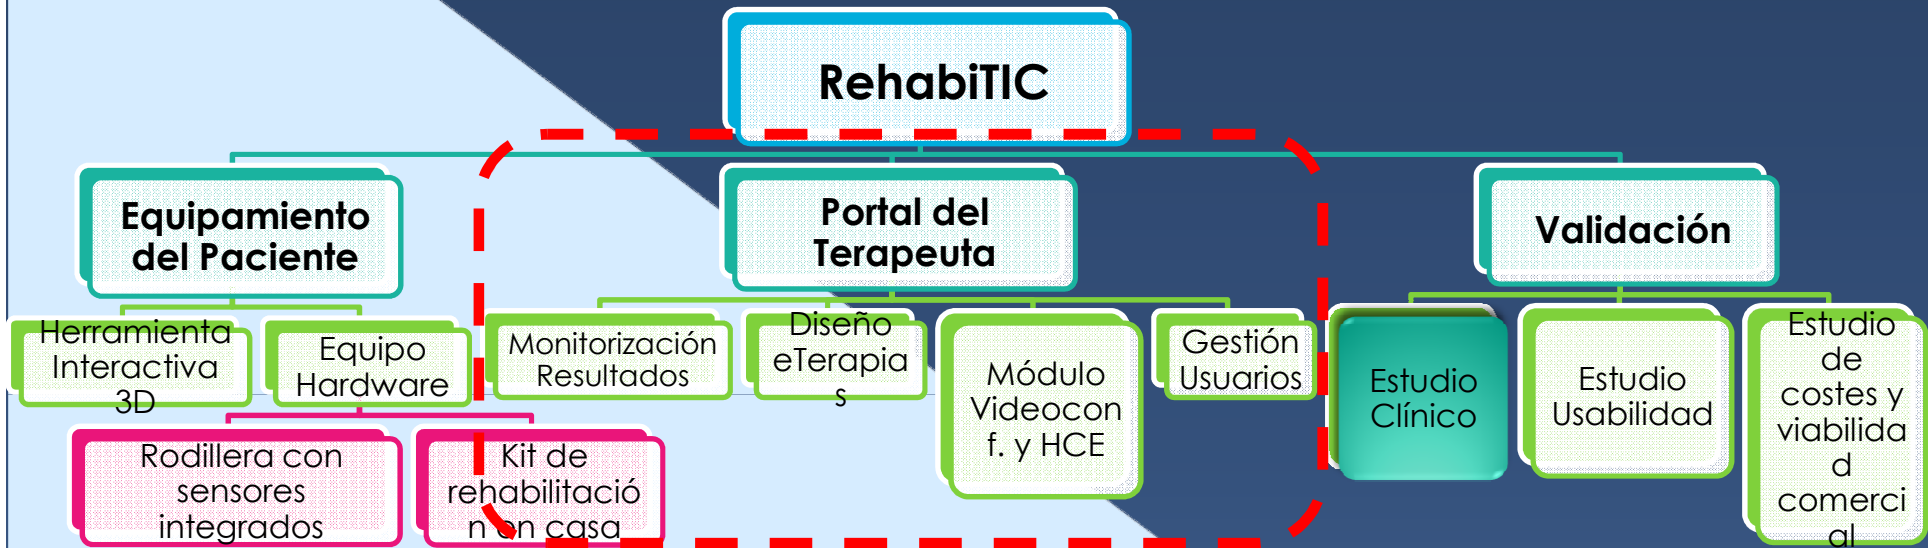 RehabiTIC
Equipamiento
del Paciente
Portal del
Terapeuta
Validación
Herramienta
Interactiva
3D
Equipo
Hardware
Monitorización
Resultados
Diseño
eTerapia
s
Módulo
Videocon
f. y HCE
Gestión
Usuarios
Estudio
Clínico
Estudio
Usabilidad
Estudio
de
costes y
viabilida
d
comerci
al
Rodillera con
sensores
integrados
Kit de
rehabilitació
n en casa